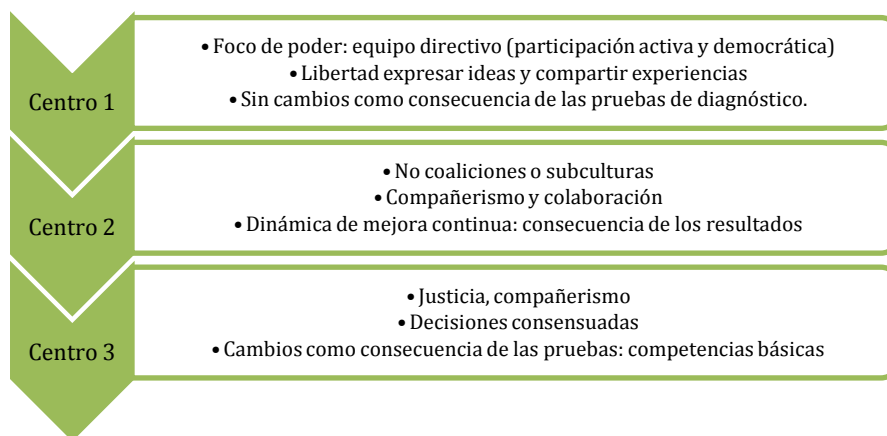 Centro 1
• Foco de poder: equipo directivo (participación activa y democrática)
• Libertad expresar ideas y compartir experiencias
• Sin cambios como consecuencia de las pruebas de diagnóstico.
Centro 2
• No coaliciones o subculturas
• Compañerismo y colaboración
• Dinámica de mejora continua: consecuencia de los resultados
Centro 3
• Justicia, compañerismo
• Decisiones consensuadas
• Cambios como consecuencia de las pruebas: competencias básicas